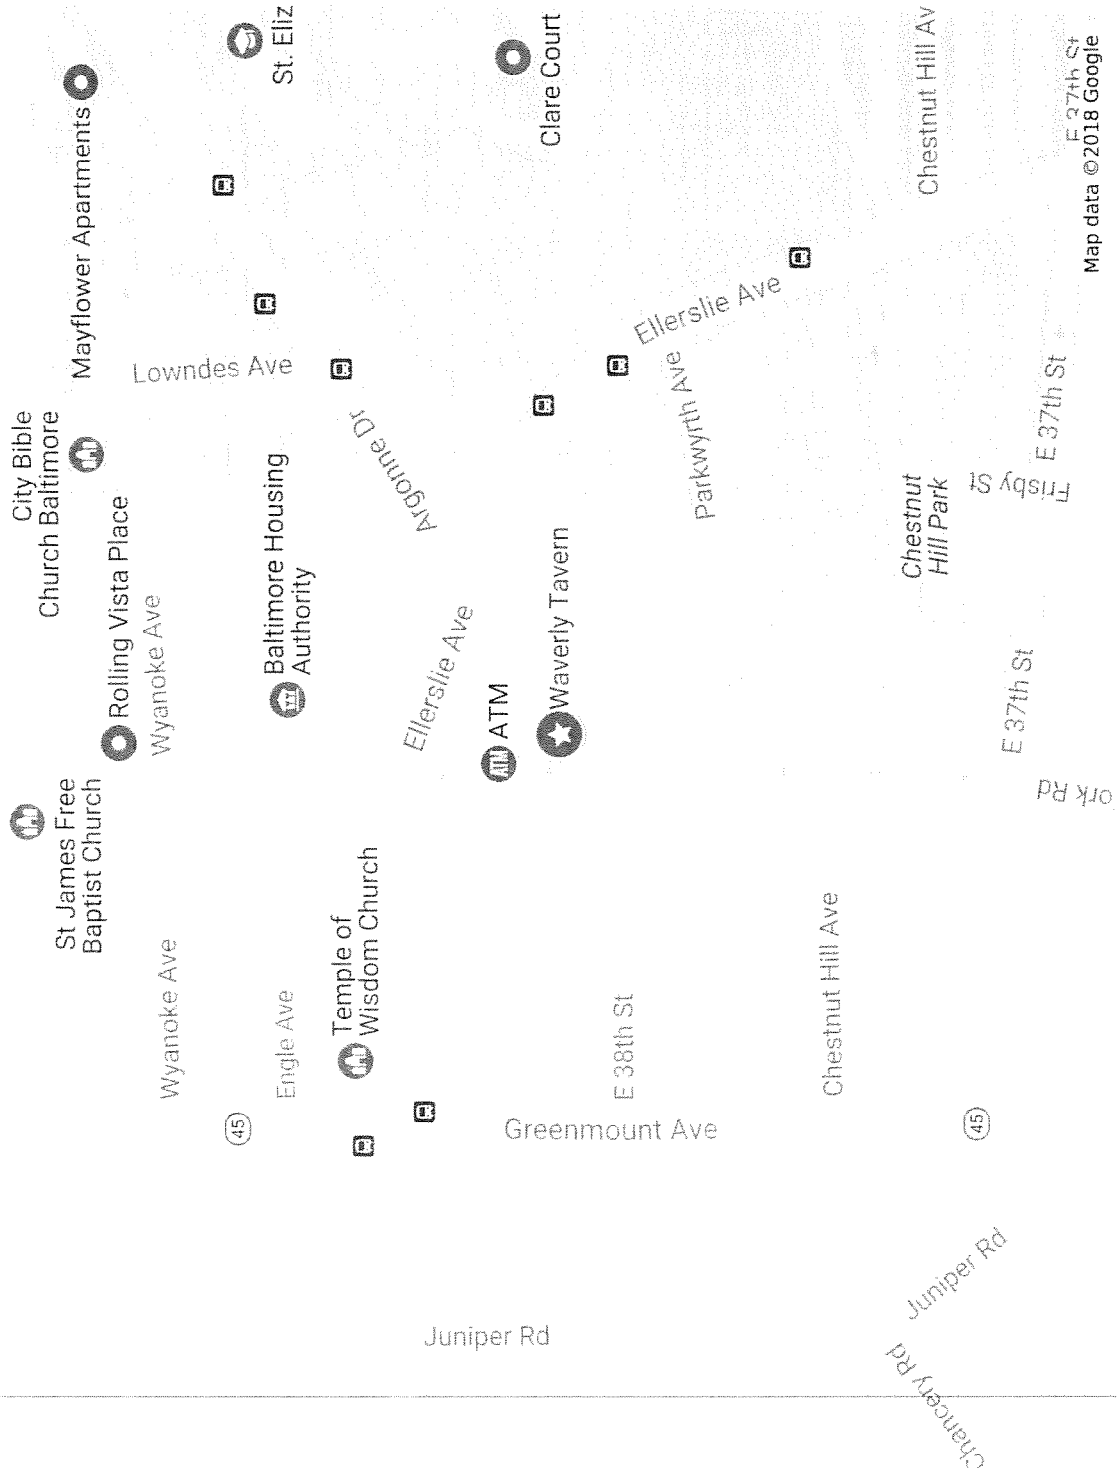 City Bible
Church Baltimore
Mayflower Apartments
St James Free
Baptist Church
Rolling Vista Place
Wyanoke Ave
Wyanoke Ave
Lowndes Ave
St. Eliz
45
Engle Ave
Baltimore Housing
Authority
Temple of
Wisdom Church
Argonne Dr
Ellerslie Ave
ATM
ATM
Waverly Tavern
Clare Court
Juniper Rd
Greenmount Ave
E 38th St
Ellerslie Ave
Parkwyrth Ave
Chestnut Hill Ave
Chestnut Hill Av
Chestnut
Hill Park
Juniper Rd
Chancery Rd
45
Frisby St
E 37th St
E 37th St
E 37th St
ork Rd
Map data ©2018 Google